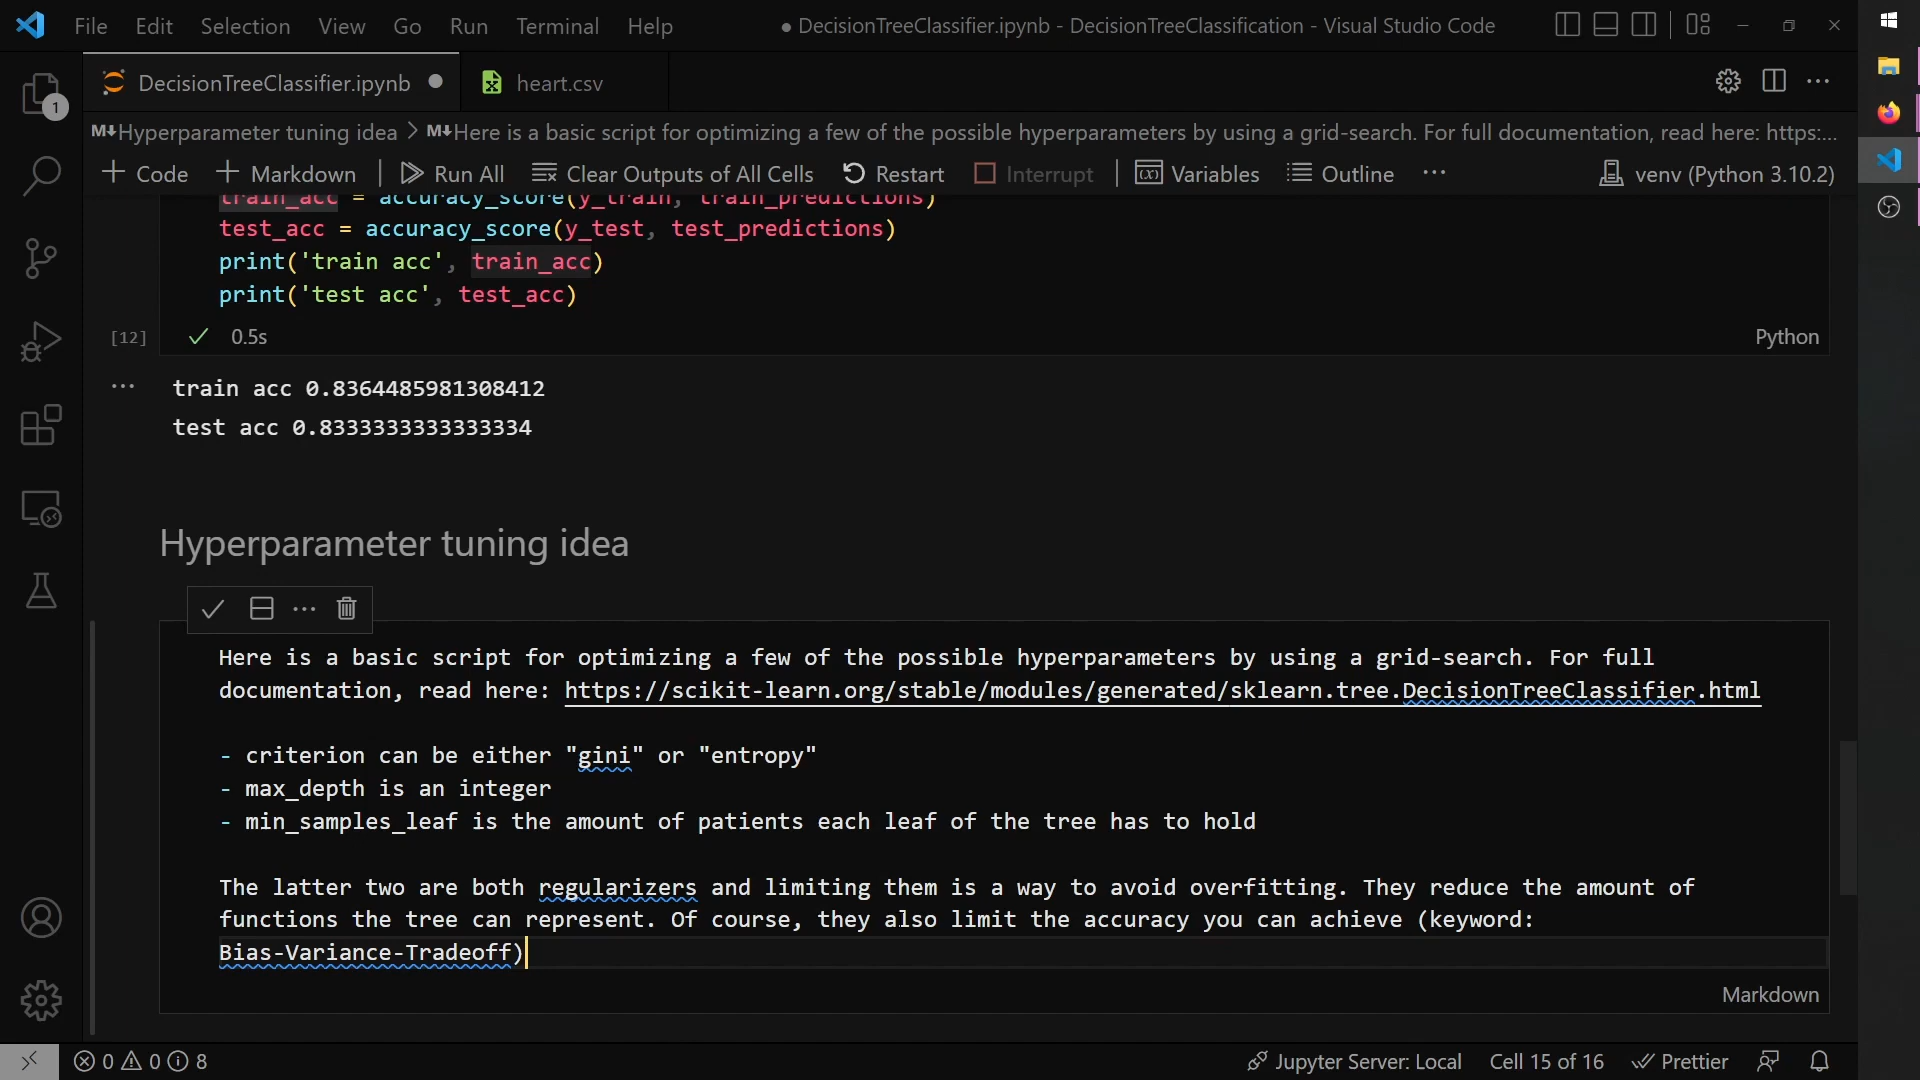 File Edit Selection View Go Run Terminal Help ● DecisionTreeClassifier.ipynb - DecisionTreeClassification - Visual Studio Code
DecisionTreeClassifier.ipynb ● heart.csv
1
M↓Hyperparameter tuning idea > M↓Here is a basic script for optimizing a few of the possible hyperparameters by using a grid-search. For full documentation, read here: https:...
+ Code + Markdown Run All Clear Outputs of All Cells Restart Interrupt Variables Outline ... venv (Python 3.10.2)
train_acc = accuracy_score(y_train, train_predictions)
test_acc = accuracy_score(y_test, test_predictions)
print('train acc', train_acc)
print('test acc', test_acc)
[12] ✓ 0.5s Python
... train acc 0.8364485981308412
test acc 0.8333333333333334
Hyperparameter tuning idea
Here is a basic script for optimizing a few of the possible hyperparameters by using a grid-search. For full
documentation, read here: https://scikit-learn.org/stable/modules/generated/sklearn.tree.DecisionTreeClassifier.html
- criterion can be either "gini" or "entropy"
- max_depth is an integer
- min_samples_leaf is the amount of patients each leaf of the tree has to hold
The latter two are both regularizers and limiting them is a way to avoid overfitting. They reduce the amount of
functions the tree can represent. Of course, they also limit the accuracy you can achieve (keyword:
Bias-Variance-Tradeoff)
Markdown
0 0 8 Jupyter Server: Local Cell 15 of 16 Prettier